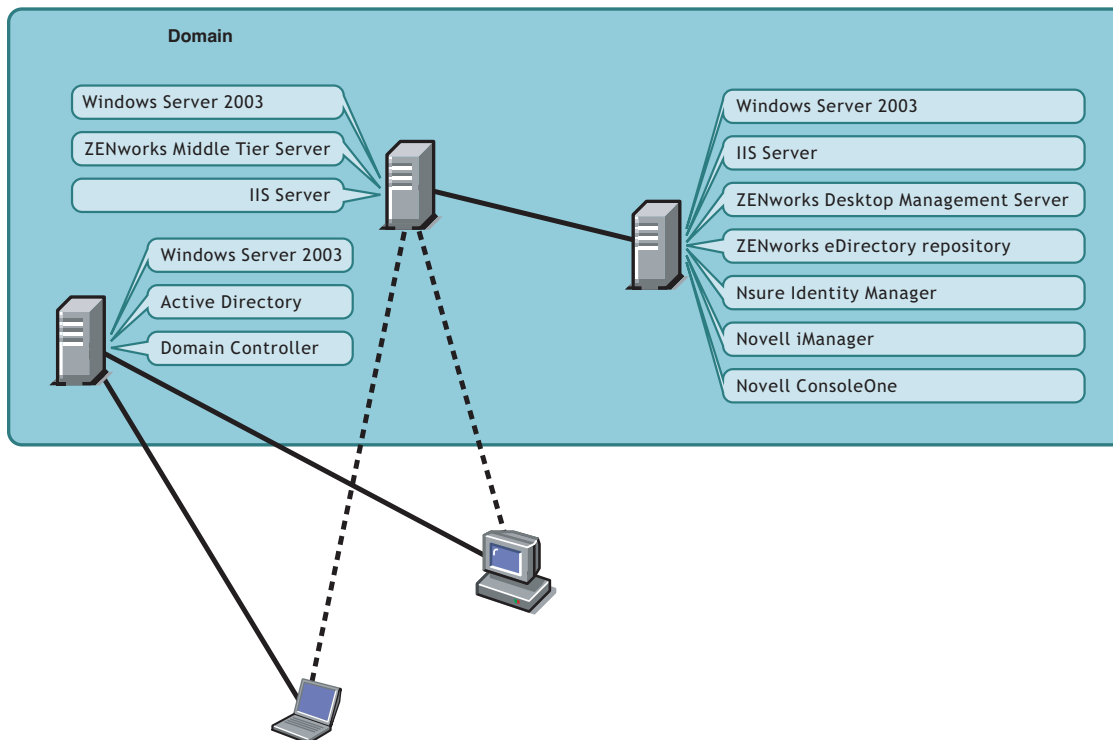 Domain
Windows Server 2003
ZENworks Middle Tier Server
IIS Server
Windows Server 2003
Active Directory
Domain Controller
Windows Server 2003
IIS Server
ZENworks Desktop Management Server
ZENworks eDirectory repository
Nsure Identity Manager
Novell iManager
Novell ConsoleOne